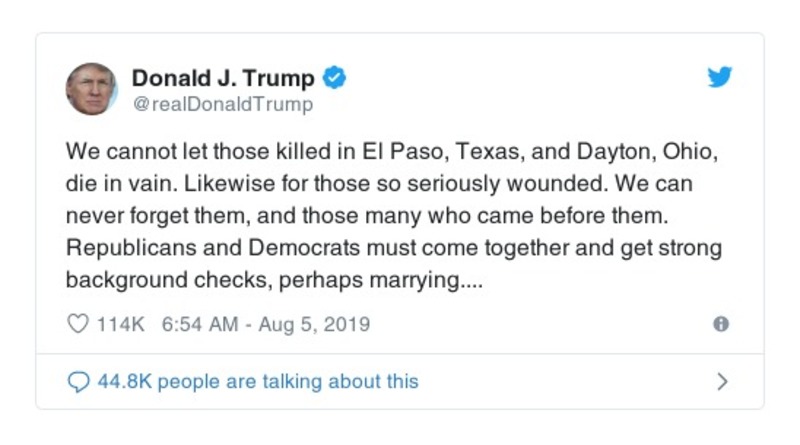 Donald J. Trump
@realDonaldTrump
We cannot let those killed in El Paso, Texas, and Dayton, Ohio,
die in vain. Likewise for those so seriously wounded. We can
never forget them, and those many who came before them.
Republicans and Democrats must come together and get strong
background checks, perhaps marrying....
114K 6:54 AM - Aug 5, 2019
44.8K people are talking about this